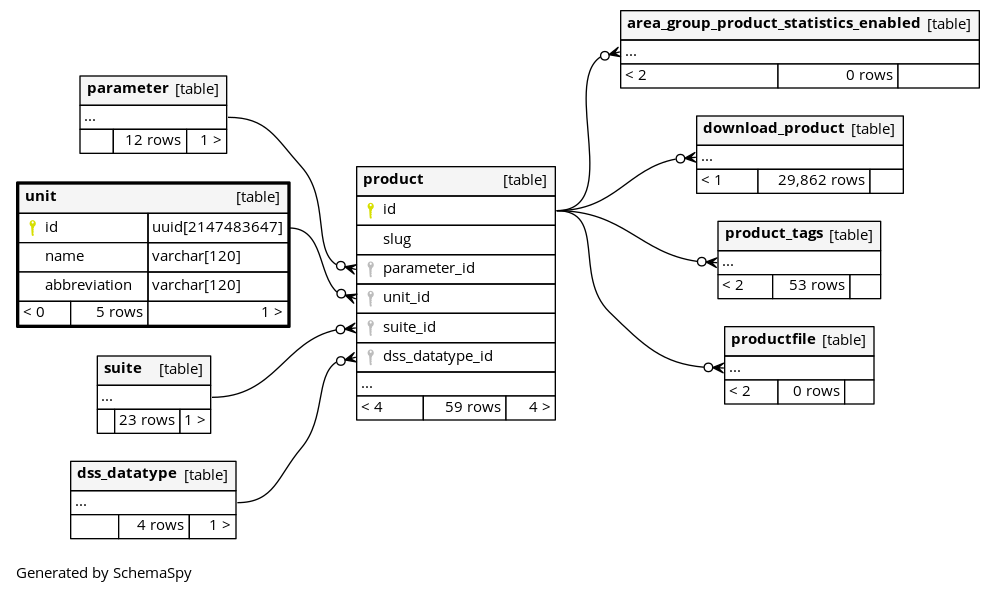 parameter [table]
...
12 rows 1 >
unit [table]
id uuid[2147483647]
name varchar[120]
abbreviation varchar[120]
< 0 5 rows 1 >
suite [table]
...
23 rows 1 >
dss_datatype [table]
...
4 rows 1 >
product [table]
id
slug
parameter_id
unit_id
suite_id
dss_datatype_id
...
< 4 59 rows 4 >
area_group_product_statistics_enabled [table]
...
< 2 0 rows
download_product [table]
...
< 1 29,862 rows
product_tags [table]
...
< 2 53 rows
productfile [table]
...
< 2 0 rows
Generated by SchemaSpy